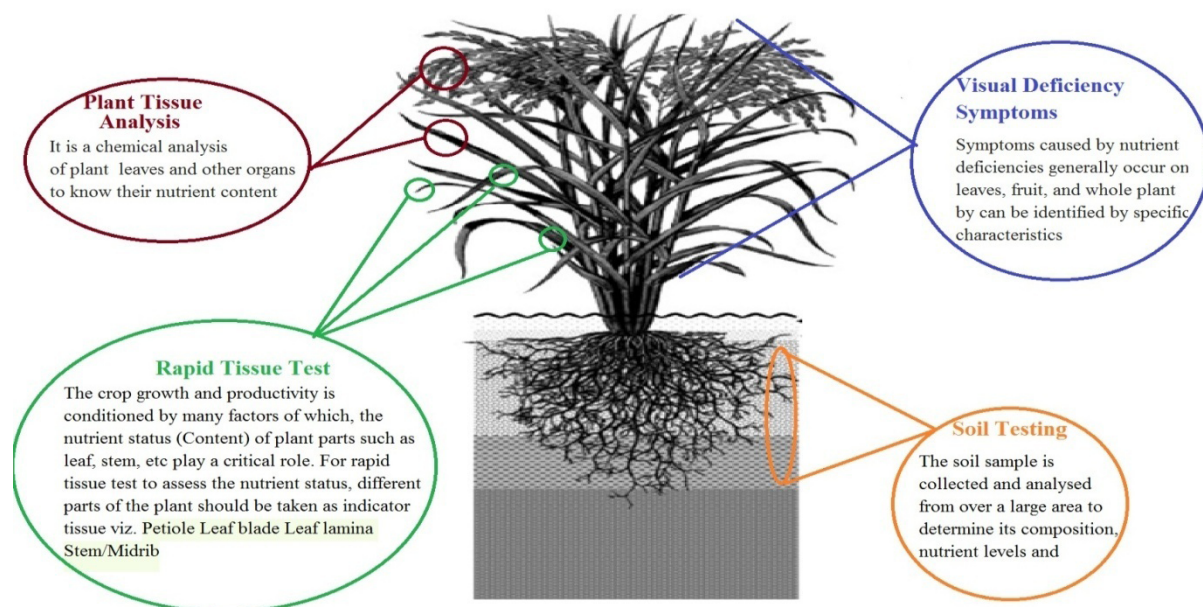 Plant Tissue
Analysis
It is a chemical analysis
of plant leaves and other organs
to know their nutrient content
Visual Deficiency
Symptoms
Symptoms caused by nutrient
deficiencies generally occur on
leaves, fruit, and whole plant
by can be identified by specific
characteristics
Rapid Tissue Test
The crop growth and productivity is
conditioned by many factors of which, the
nutrient status (Content) of plant parts such as
leaf, stem, etc play a critical role. For rapid
tissue test to assess the nutrient status, different
parts of the plant should be taken as indicator
tissue viz. Petiole Leaf blade Leaf lamina
Stem/Midrib
Soil Testing
The soil sample is
collected and analysed
from over a large area to
determine its composition,
nutrient levels and